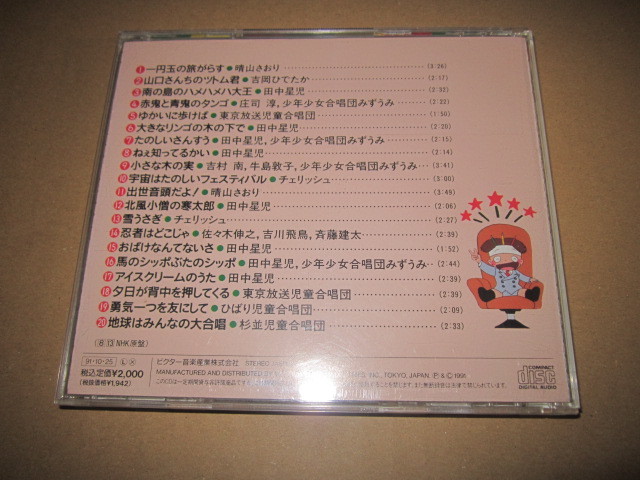 1 一円玉の旅がらす●晴山さおり (3:26)
2 山口さんちのツトム君●吉岡ひでたか (2:17)
3 南の島のハメハメハ大王●田中星児 (2:33)
4 赤鬼と青鬼のタンゴ●庄司 淳,少年少女合唱団みずうみ (2:22)
5 ゆかいに歩けば●東京放送児童合唱団 (1:50)
6 大きなリンゴの木の下で●田中星児 (2:20)
7 たのしいさんすう●田中星児,少年少女合唱団みずうみ (2:15)
8 ねぇ知ってるかい●田中星児 (2:14)
9 小さな木の実●吉村 南,牛島敦子,少年少女合唱団みずうみ (3:41)
10 宇宙はたのしいフェスティバル●チェリッシュ (5:00)
11 出世音頭だよ!●晴山さおり (3:49)
12 北風小僧の寒太郎●田中星児
13 雪うさぎ●チェリッシュ (2:27)
14 忍者はどこじゃ●佐々木伸之,吉川飛鳥,斉藤建太 (2:39)
15 おばけなんてないさ●田中星児 (1:52)
16 馬のシッポぶたのシッポ●田中星児,少年少女合唱団みずうみ (2:44)
17 アイスクリームのうた●田中星児 (2:39)
18 夕日が背中を押してくる●東京放送児童合唱団 (2:39)
19 勇気一つを友にして●ひばり児童合唱団 (2:09)
20 地球はみんなの大合唱●杉並児童合唱団 (2:33)
(8,13 NHK原盤)
91・10・25
税込定価¥2,000
(税抜価格¥1,942)
ビクター音楽産業株式会社 STEREO
MANUFACTURED AND DISTRIBUTED INC., TOKYO, JAPAN Ⓟ & © 1991
COMPACT
disc
DIGITAL AUDIO